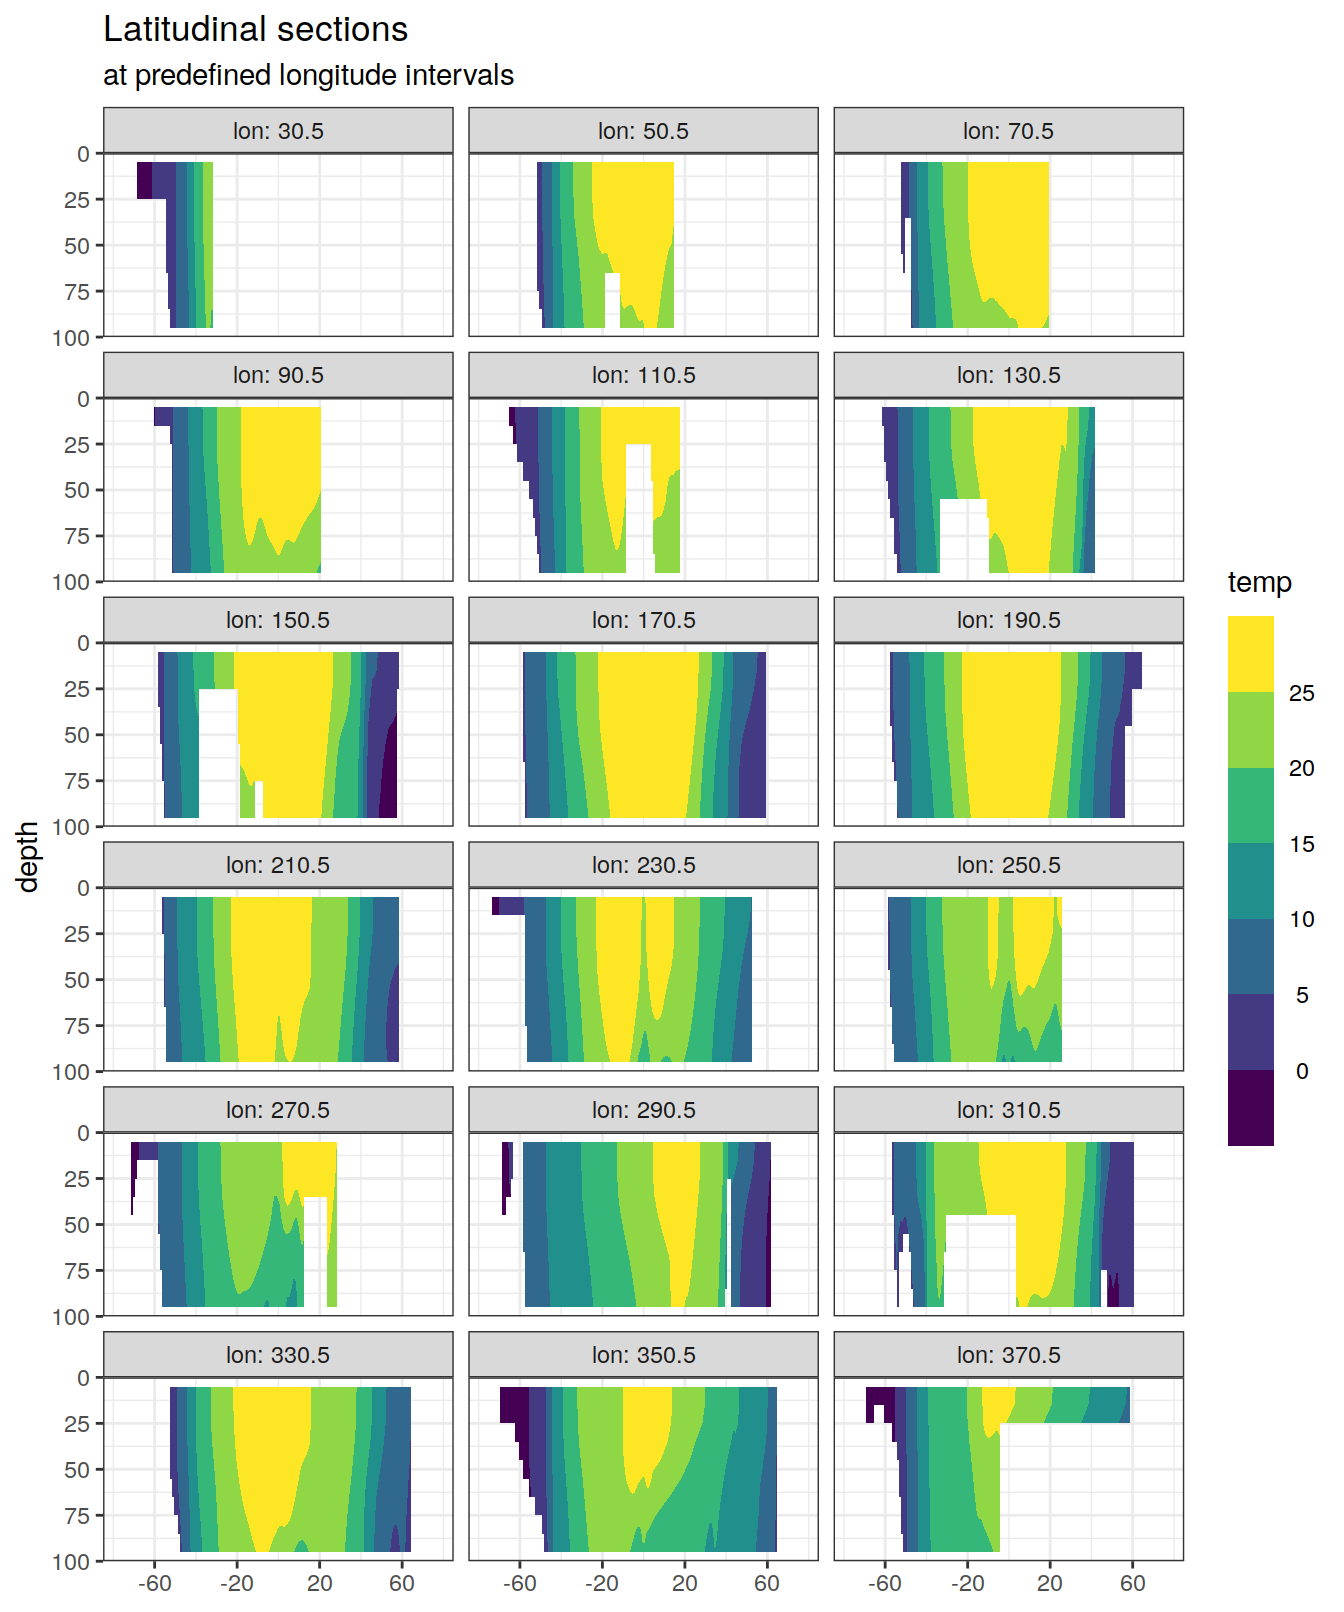 Latitudinal sections
at predefined longitude intervals
lon: 30.5
lon: 50.5
lon: 70.5
0
25
50
75
100
lon: 90.5
lon: 110.5
lon: 130.5
0
25
50
75
100
lon: 150.5
lon: 170.5
lon: 190.5
0
25
50
75
100
lon: 210.5
lon: 230.5
lon: 250.5
0
25
50
75
100
lon: 270.5
lon: 290.5
lon: 310.5
0
25
50
75
100
lon: 330.5
lon: 350.5
lon: 370.5
0
25
50
75
100
-60 -20 20 60 -60 -20 20 60 -60 -20 20 60
depth
temp
25
20
15
10
5
0